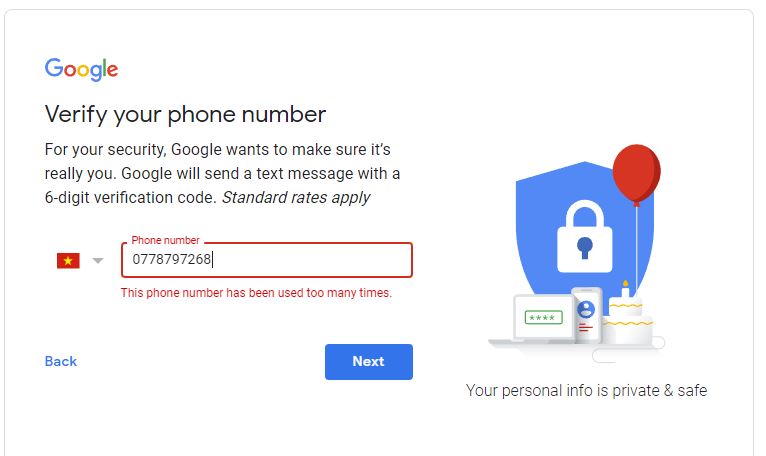 Google
Verify your phone number
For your security, Google wants to make sure it's
really you. Google will send a text message with a
6-digit verification code. Standard rates apply
Phone number
0778797268
This phone number has been used too many times.
Back
Next
****
Your personal info is private & safe